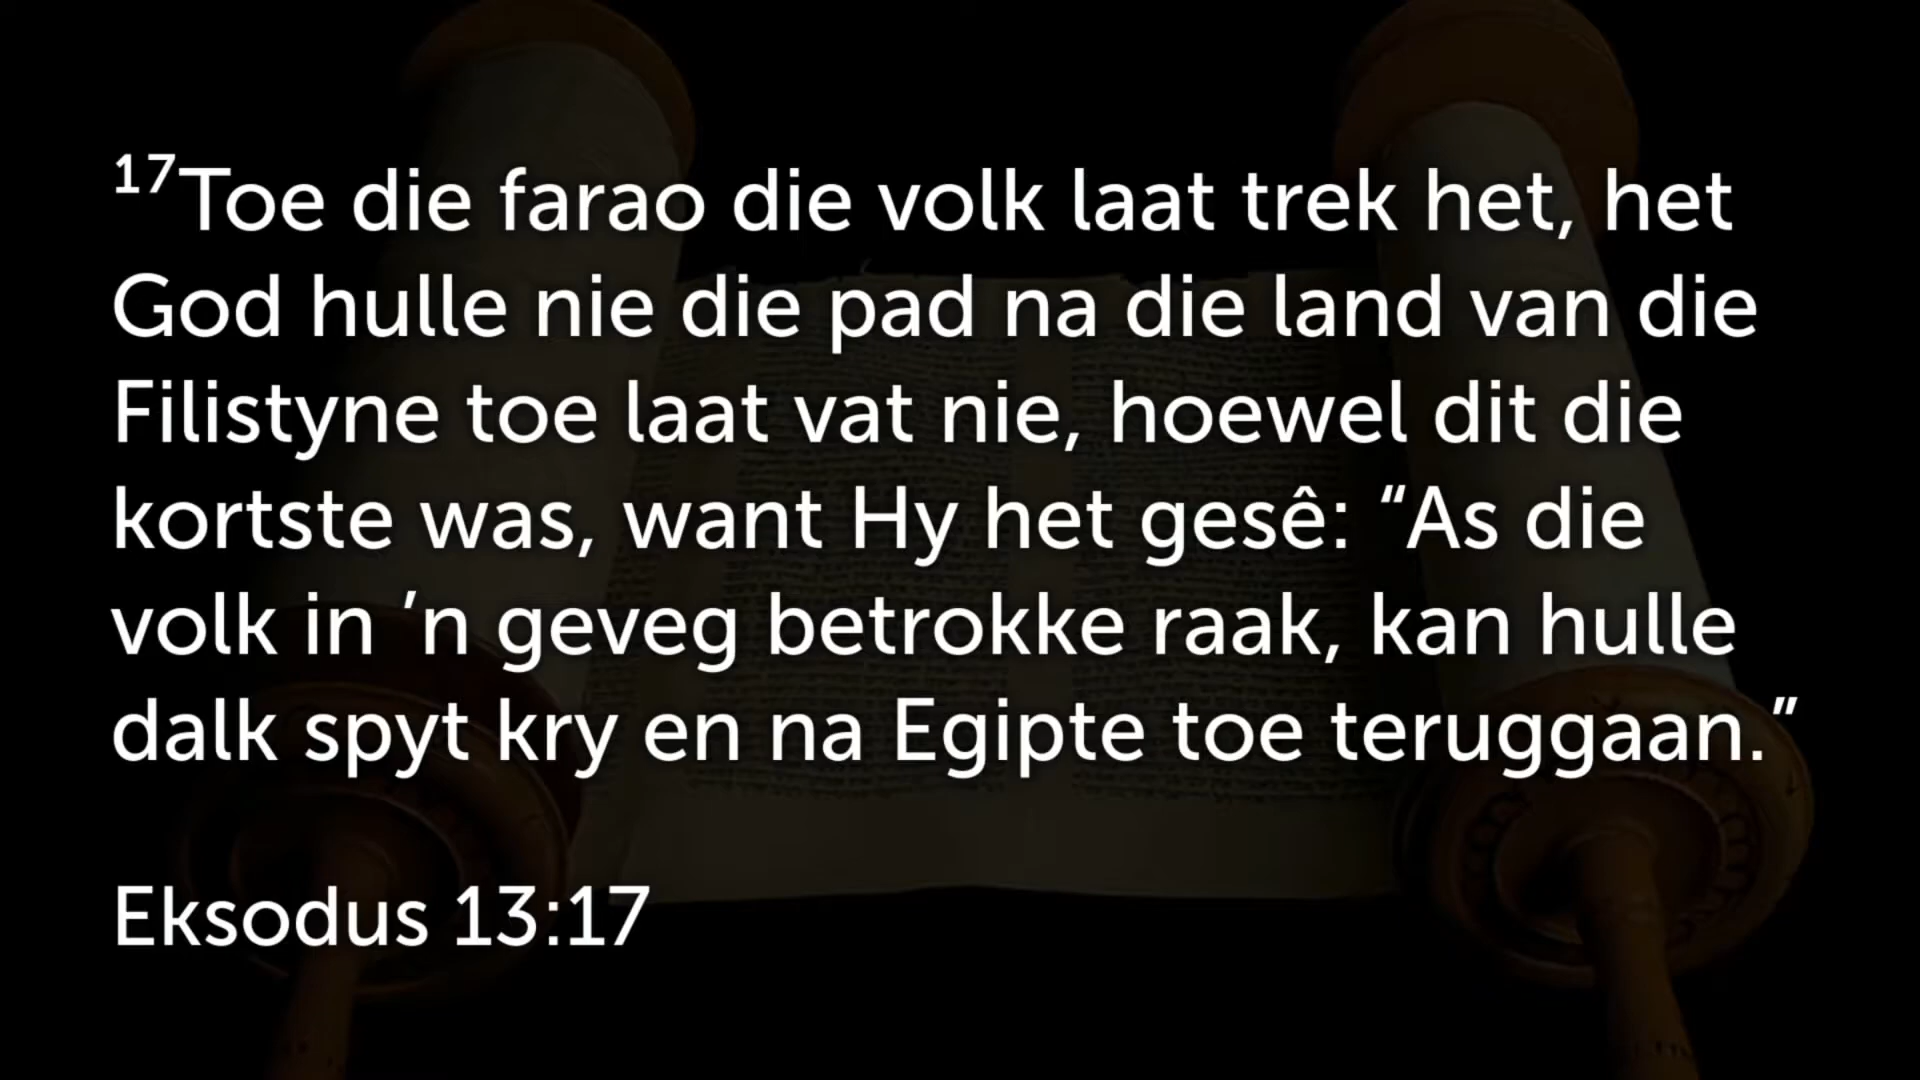 ¹⁷Toe die farao die volk laat trek het, het
God hulle nie die pad na die land van die
Filistyne toe laat vat nie, hoewel dit die
kortste was, want Hy het gesê: “As die
volk in ’n geveg betrokke raak, kan hulle
dalk spyt kry en na Egipte toe teruggaan.”
Eksodus 13:17